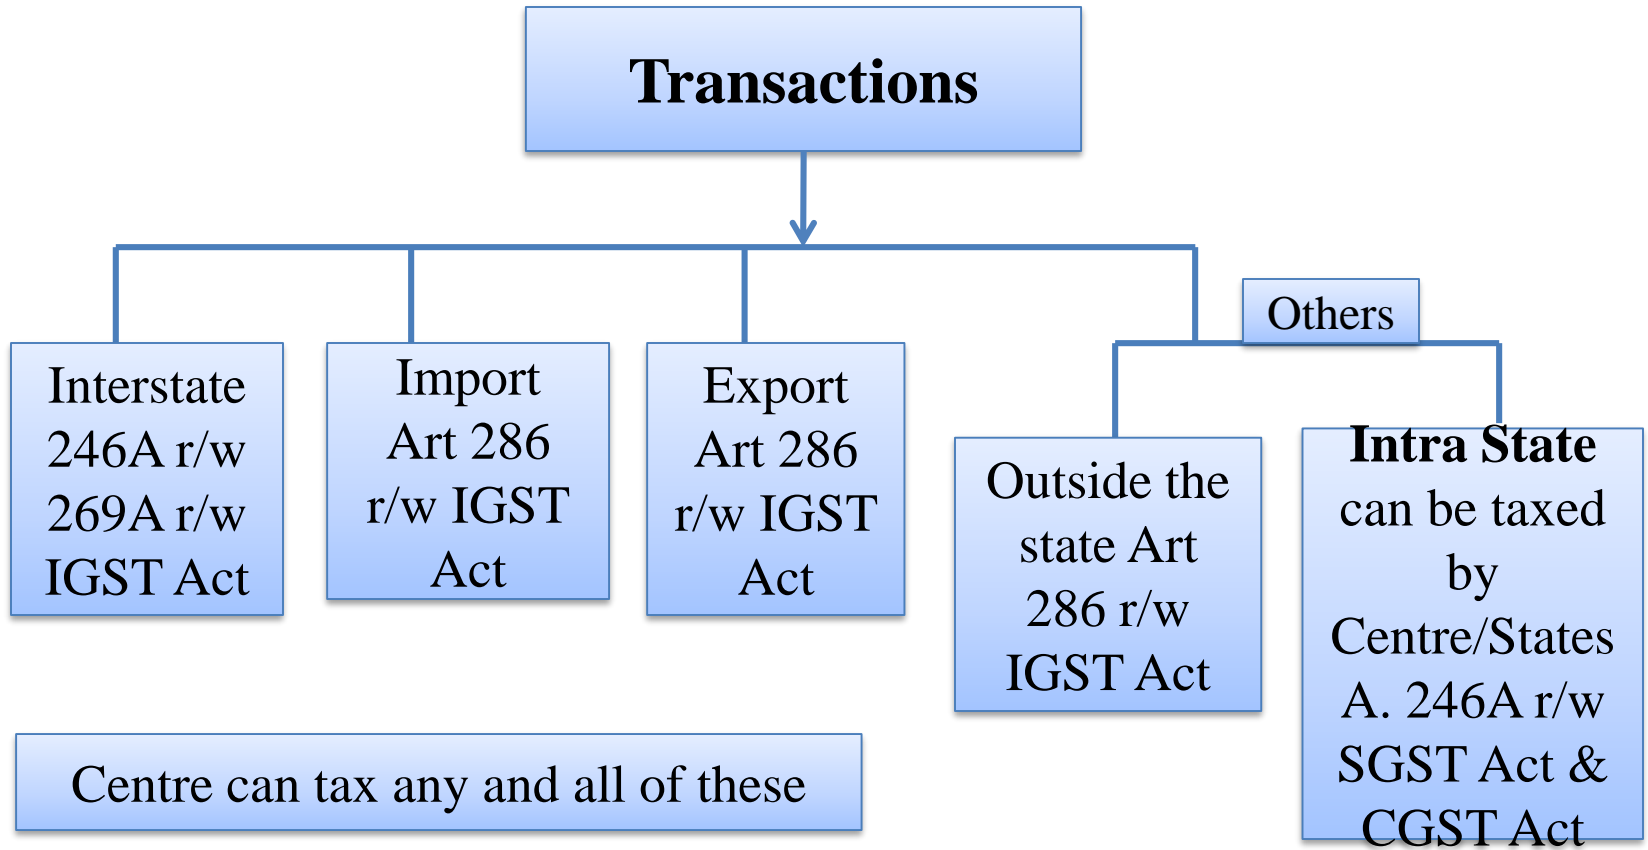 Transactions
Others
Interstate
246A r/w
269A r/w
IGST Act
Import
Art 286
r/w IGST
Act
Export
Art 286
r/w IGST
Act
Outside the
state Art
286 r/w
IGST Act
Intra State
can be taxed
by
Centre/States
A. 246A r/w
SGST Act &
CGST Act
Centre can tax any and all of these